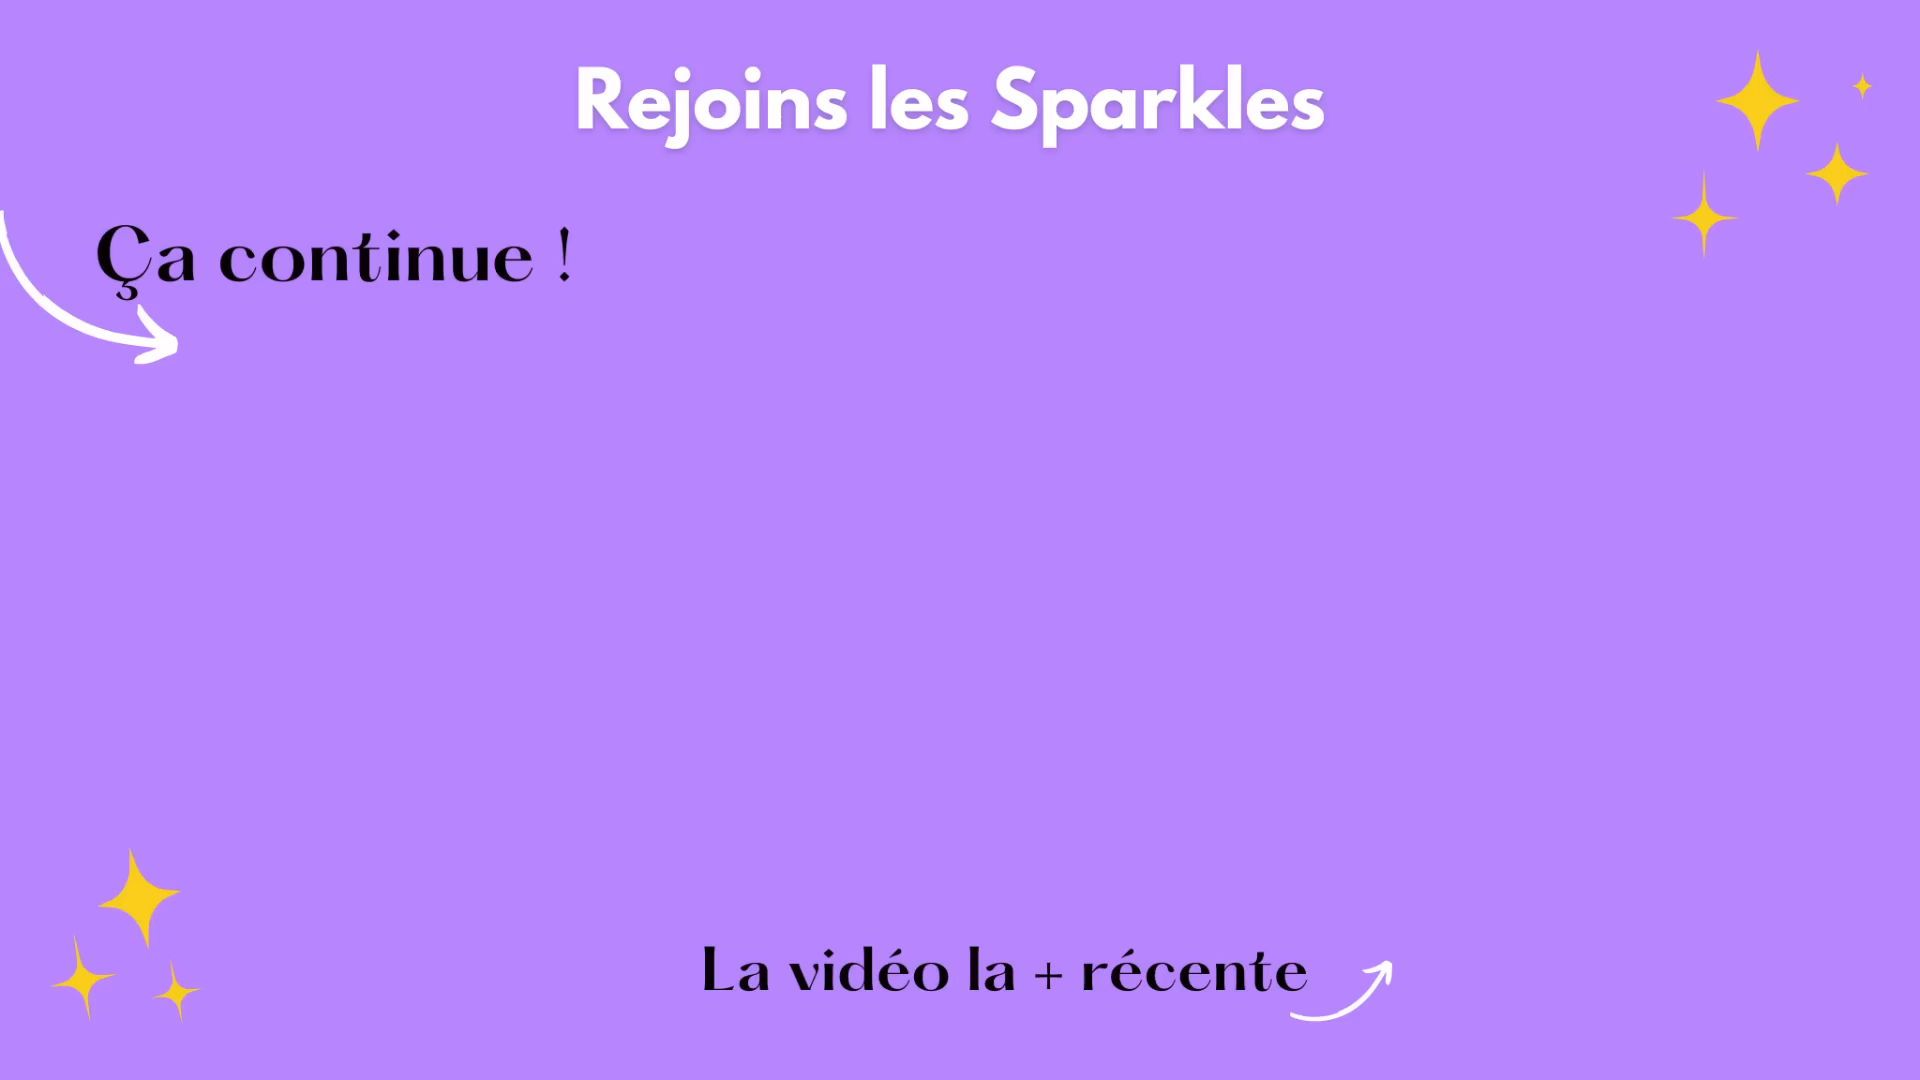 Rejoins les Sparkles
Ça continue !
La vidéo la + récente